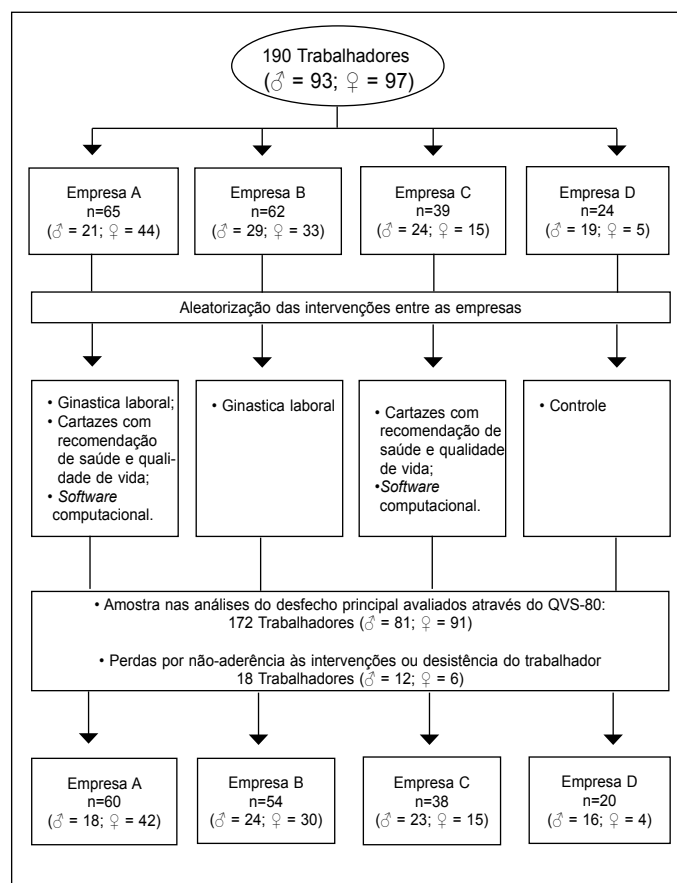 190 Trabalhadores
(♂ = 93; ♀ = 97)
Empresa A
n=65
(♂ = 21; ♀ = 44)
Empresa B
n=62
(♂ = 29; ♀ = 33)
Empresa C
n=39
(♂ = 24; ♀ = 15)
Empresa D
n=24
(♂ = 19; ♀ = 5)
Aleatorização das intervenções entre as empresas
• Ginastica laboral;
• Cartazes com
recomendação
de saúde e quali-
dade de vida;
• Software
computacional.
• Ginastica laboral
• Cartazes com
recomendação de
saúde e qualidade
de vida;
•Software
computacional.
• Controle
• Amostra nas análises do desfecho principal avaliados através do QVS-80:
172 Trabalhadores (♂ = 81; ♀ = 91)
• Perdas por não-aderência às intervenções ou desistência do trabalhador
18 Trabalhadores (♂ = 12; ♀ = 6)
Empresa A
n=60
(♂ = 18; ♀ = 42)
Empresa B
n=54
(♂ = 24; ♀ = 30)
Empresa C
n=38
(♂ = 23; ♀ = 15)
Empresa D
n=20
(♂ = 16; ♀ = 4)